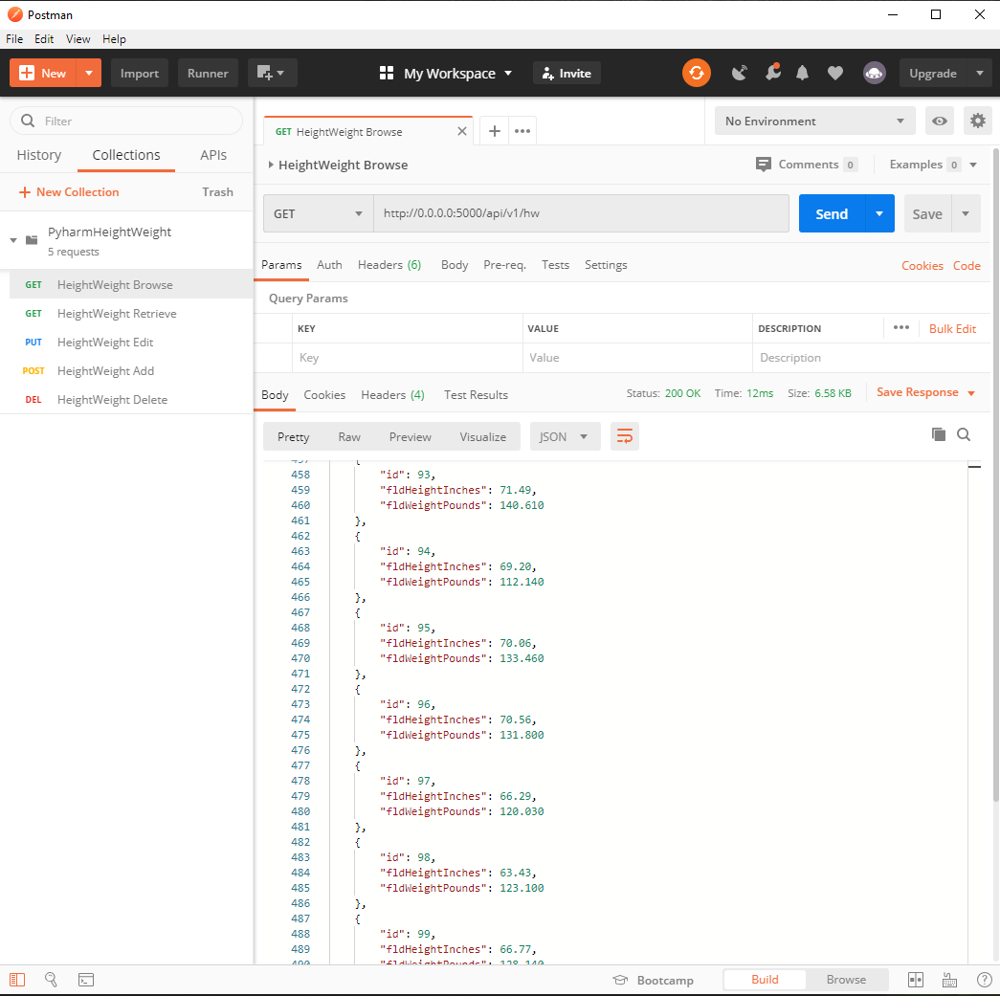 Postman
File Edit View Help
New Import Runner My Workspace Invite Upgrade
Filter
History Collections APIs
New Collection Trash
PyharmHeightWeight
5 requests
GET HeightWeight Browse
GET HeightWeight Retrieve
PUT HeightWeight Edit
POST HeightWeight Add
DEL HeightWeight Delete
GET HeightWeight Browse
No Environment
HeightWeight Browse
Comments 0 Examples 0
GET http://0.0.0.0:5000/api/v1/hw Send Save
Params Auth Headers (6) Body Pre-req. Tests Settings Cookies Code
Query Params
KEY VALUE DESCRIPTION Bulk Edit
Key Value Description
Body Cookies Headers (4) Test Results Status: 200 OK Time: 12ms Size: 6.58 KB Save Response
Pretty Raw Preview Visualize JSON
457 {
458 "id": 93,
459 "fldHeightInches": 71.49,
460 "fldWeightPounds": 140.610
461 },
462 {
463 "id": 94,
464 "fldHeightInches": 69.20,
465 "fldWeightPounds": 112.140
466 },
467 {
468 "id": 95,
469 "fldHeightInches": 70.06,
470 "fldWeightPounds": 133.460
471 },
472 {
473 "id": 96,
474 "fldHeightInches": 70.56,
475 "fldWeightPounds": 131.800
476 },
477 {
478 "id": 97,
479 "fldHeightInches": 66.29,
480 "fldWeightPounds": 120.030
481 },
482 {
483 "id": 98,
484 "fldHeightInches": 63.43,
485 "fldWeightPounds": 123.100
486 },
487 {
488 "id": 99,
489 "fldHeightInches": 66.77,
490 "fldWeightPounds": 128.140
Bootcamp Build Browse